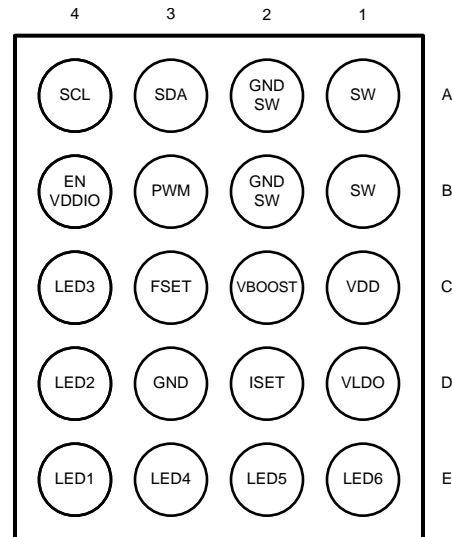 4 3 2 1
SCL SDA GND SW SW A
EN VDDIO PWM GND SW SW B
LED3 FSET VBOOST VDD C
LED2 GND ISET VLDO D
LED1 LED4 LED5 LED6 E